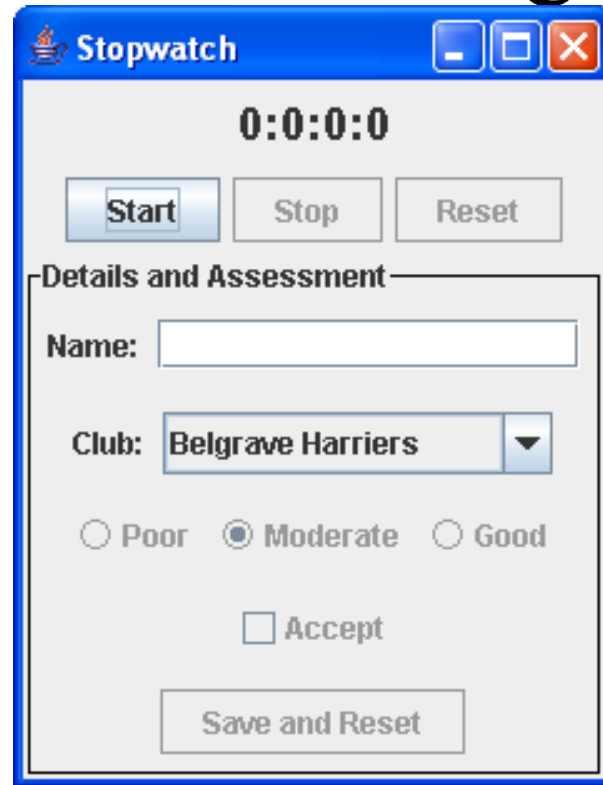 Stopwatch
0:0:0:0
Start Stop Reset
Details and Assessment
Name:
Club: Belgrave Harriers
Poor Moderate Good
Accept
Save and Reset